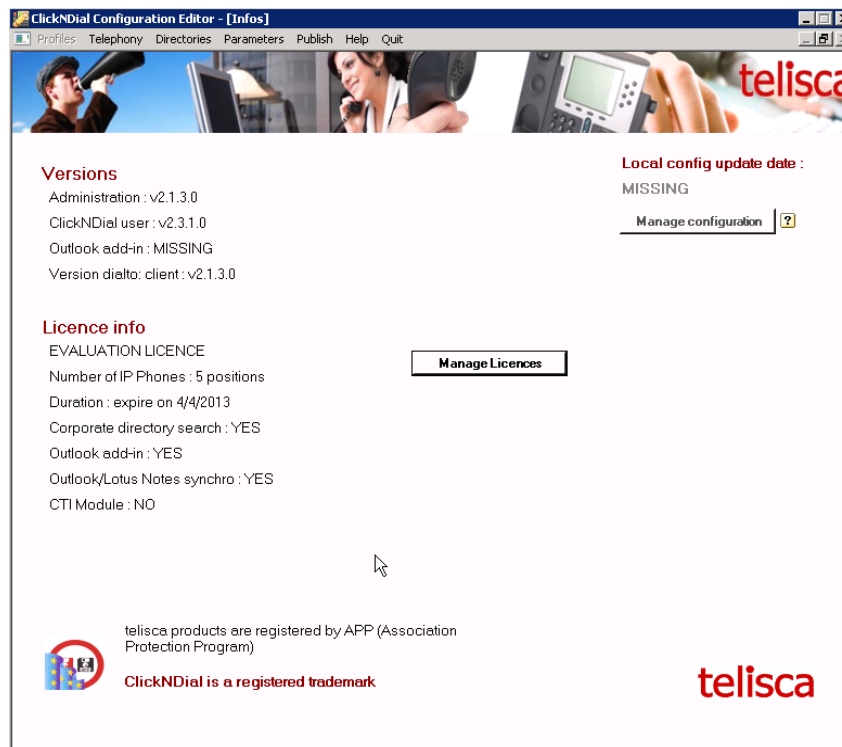 ClickNDial Configuration Editor - [Infos]
Profiles Telephony Directories Parameters Publish Help Quit
telisca
Versions
Administration : v2.1.3.0
ClickNDial user : v2.3.1.0
Outlook add-in : MISSING
Version dialto: client : v2.1.3.0
Local config update date :
MISSING
Manage configuration ?
Licence info
EVALUATION LICENCE
Number of IP Phones : 5 positions
Duration : expire on 4/4/2013
Corporate directory search : YES
Outlook add-in : YES
Outlook/Lotus Notes synchro : YES
CTI Module : NO
Manage Licences
telisca products are registered by APP (Association
Protection Program)
ClickNDial is a registered trademark
telisca